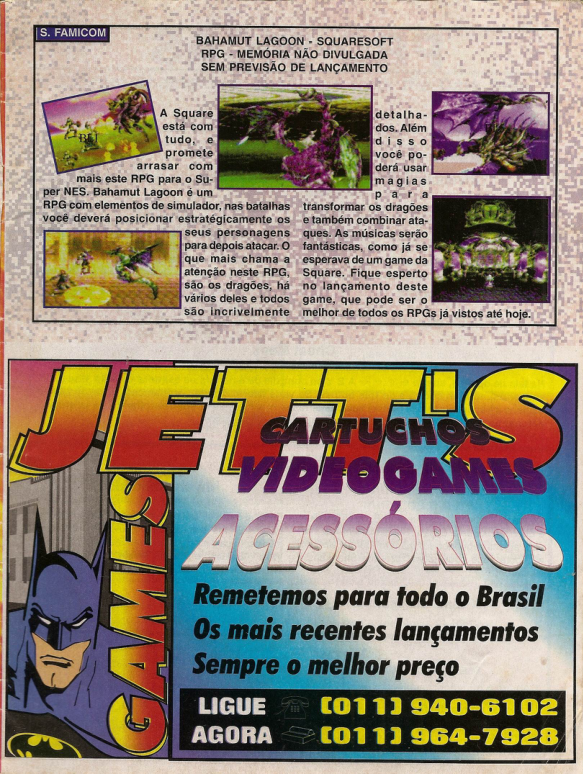 S. FAMICOM
BAHAMUT LAGOON - SQUARESOFT
RPG - MEMÓRIA NÃO DIVULGADA
SEM PREVISÃO DE LANÇAMENTO
A Square
está com
tudo, e
promete
arrasar com
mais este RPG para o Su-
per NES. Bahamut Lagoon é um
RPG com elementos de simulador, nas batalhas
você deverá posicionar estratégicamente os
seus personagens
para depois atacar. O
que mais chama a
atenção neste RPG,
são os dragões, há
vários deles e todos
são incrivelmente
detalha-
dos. Além
disso
você po-
derá usar
magias
para
transformar os dragões
e também combinar ata-
ques. As músicas serão
fantásticas, como já se
esperava de um game da
Square. Fique esperto
no lançamento deste
game, que pode ser o
melhor de todos os RPGs já vistos até hoje.
JETT'S
GAMES
CARTUCHOS
VIDEOGAMES
ACESSÓRIOS
Remetemos para todo o Brasil
Os mais recentes lançamentos
Sempre o melhor preço
LIGUE (011) 940-6102
AGORA (011) 964-7928